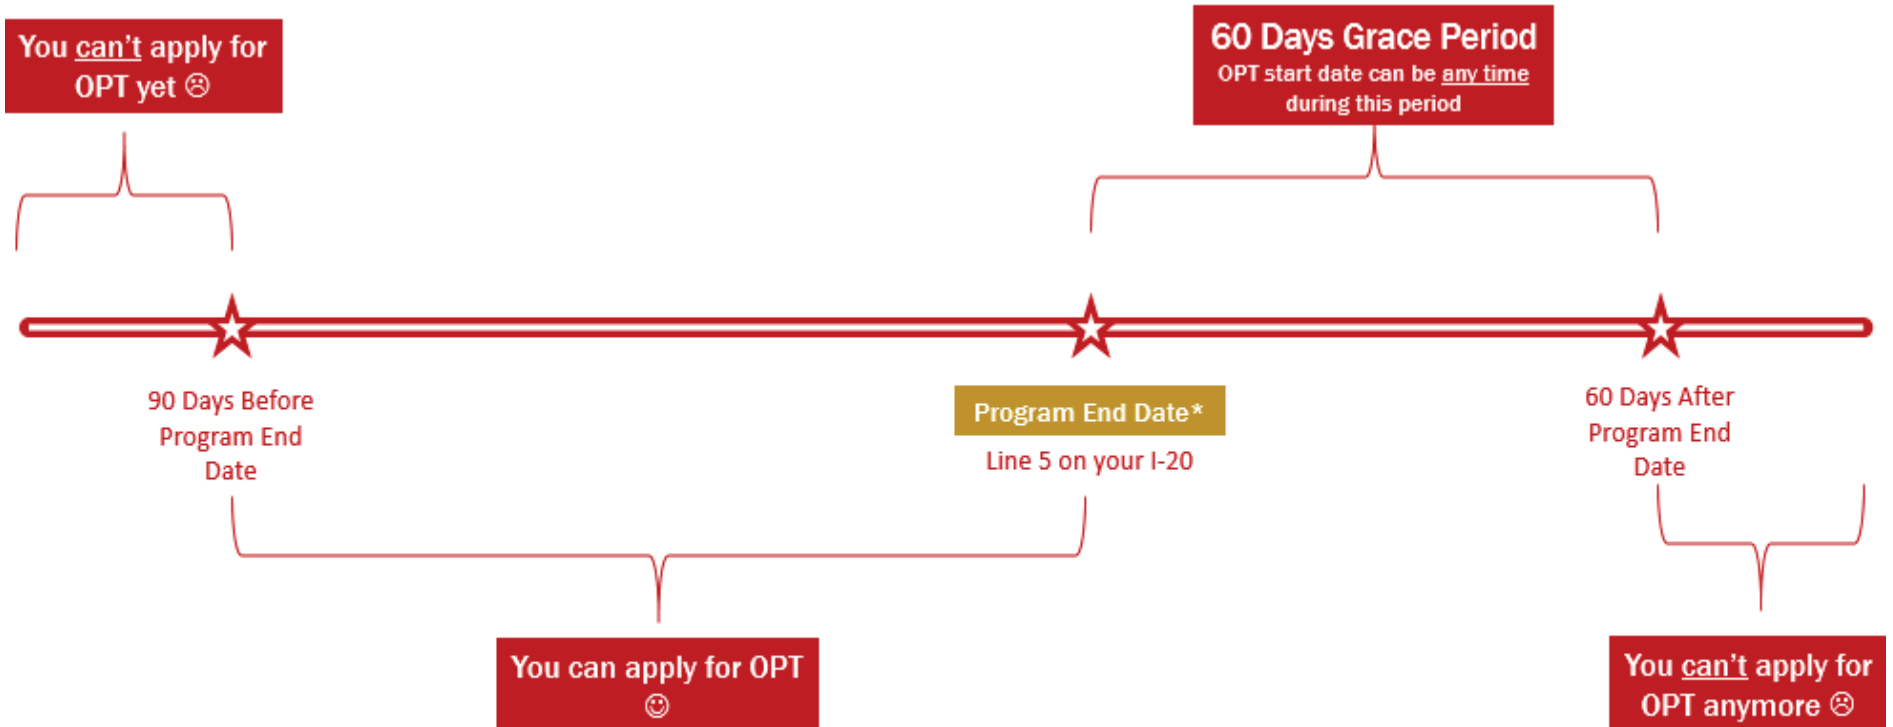 You can't apply for
OPT yet ☹
60 Days Grace Period
OPT start date can be any time
during this period
90 Days Before
Program End
Date
Program End Date*
Line 5 on your I-20
60 Days After
Program End
Date
You can apply for OPT
☺
You can't apply for
OPT anymore ☹